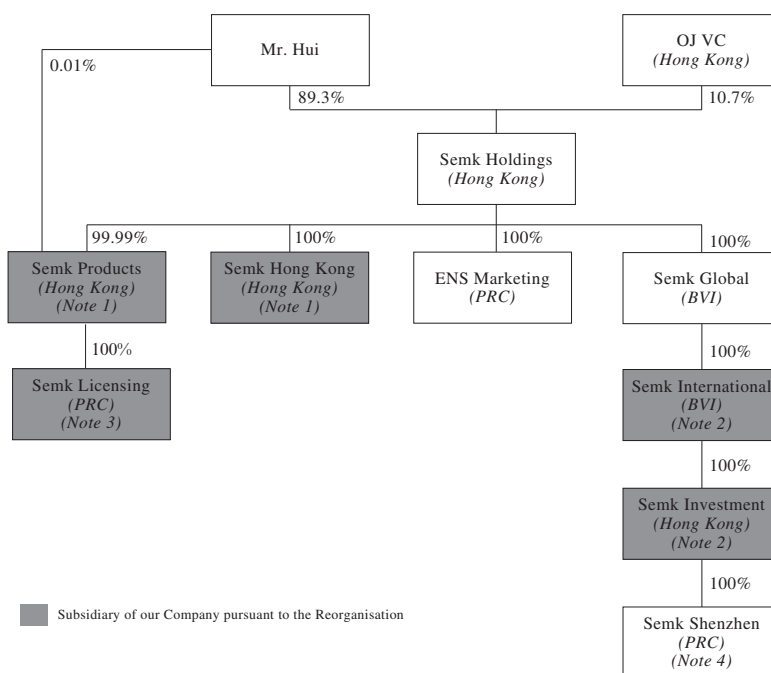 Mr. Hui
OJ VC
(Hong Kong)
0.01%
89.3%
10.7%
Semk Holdings
(Hong Kong)
99.99%
100%
100%
100%
Semk Products
(Hong Kong)
(Note 1)
Semk Hong Kong
(Hong Kong)
(Note 1)
ENS Marketing
(PRC)
Semk Global
(BVI)
100%
100%
Semk Licensing
(PRC)
(Note 3)
Semk International
(BVI)
(Note 2)
100%
Semk Investment
(Hong Kong)
(Note 2)
100%
Subsidiary of our Company pursuant to the Reorganisation
Semk Shenzhen
(PRC)
(Note 4)